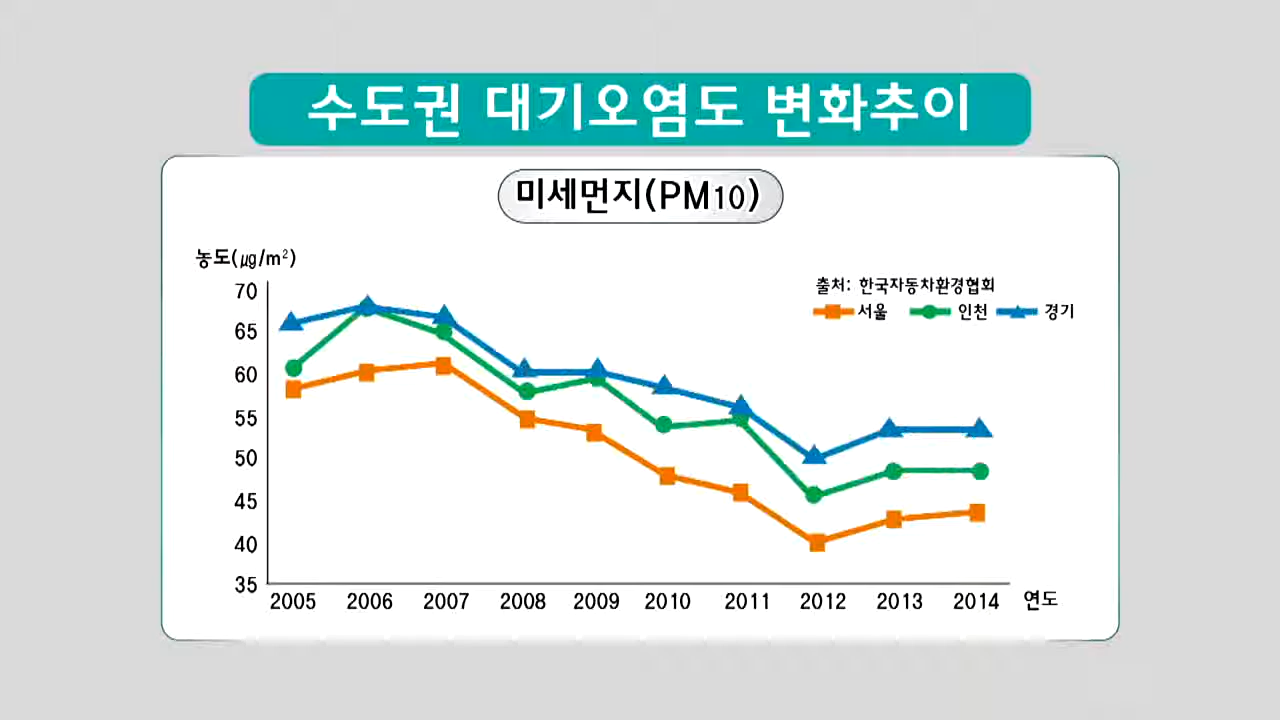 수도권 대기오염도 변화추이
미세먼지(PM10)
농도(㎍/m²)
출처: 한국자동차환경협회
서울 인천 경기
70
65
60
55
50
45
40
35
2005 2006 2007 2008 2009 2010 2011 2012 2013 2014 연도